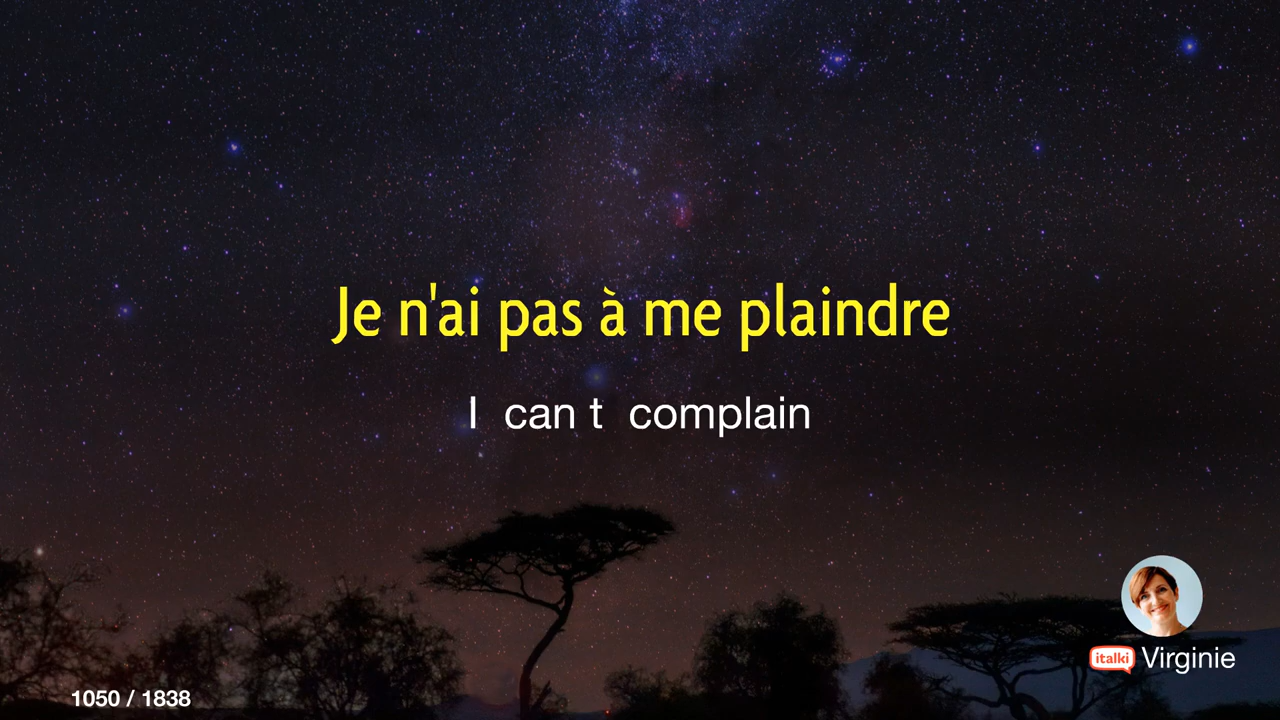 Je n'ai pas à me plaindre
I can t complain
italki Virginie
1050 / 1838